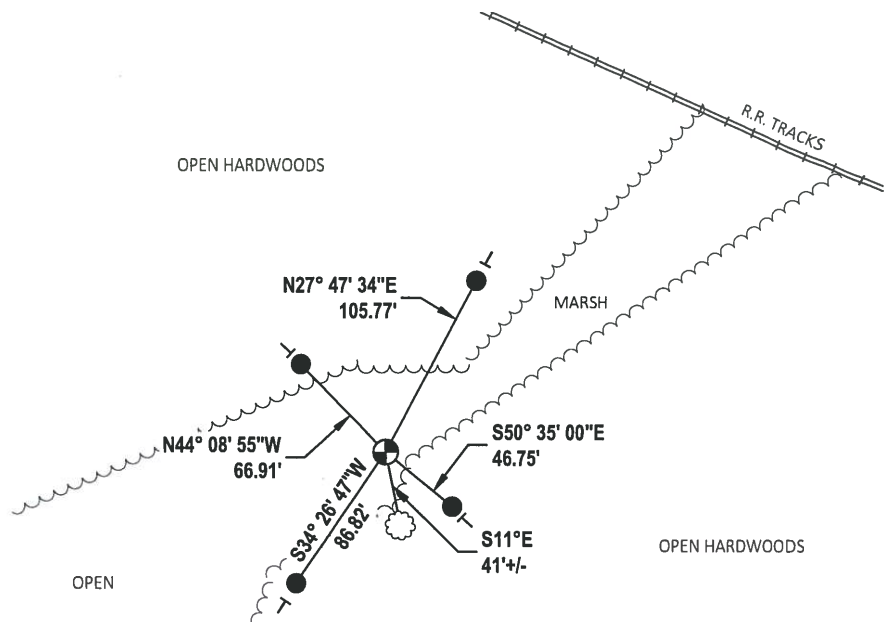 R.R. TRACKS
OPEN HARDWOODS
N27° 47' 34"E
105.77'
MARSH
N44° 08' 55"W
66.91'
S50° 35' 00"E
46.75'
S34° 26' 47"W
86.82'
S11°E
41'+/-
OPEN HARDWOODS
OPEN